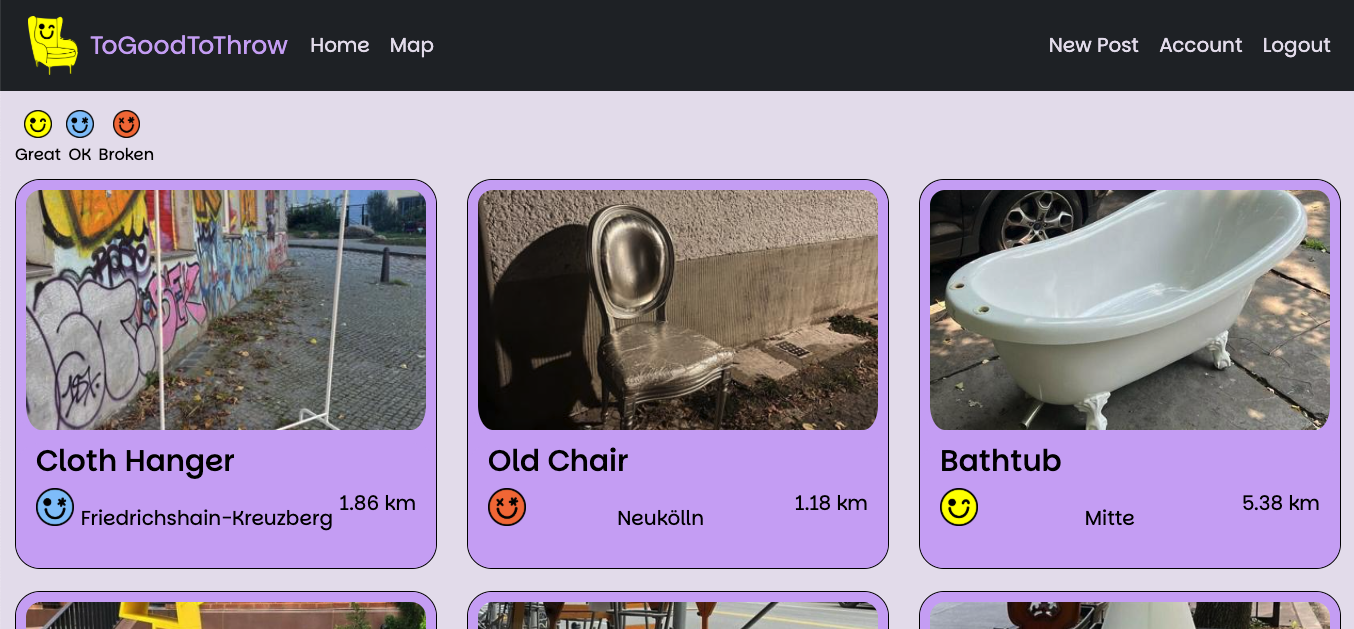 ToGoodToThrow Home Map New Post Account Logout
Great OK Broken
Cloth Hanger
Friedrichshain-Kreuzberg 1.86 km
Old Chair
Neukölln 1.18 km
Bathtub
Mitte 5.38 km